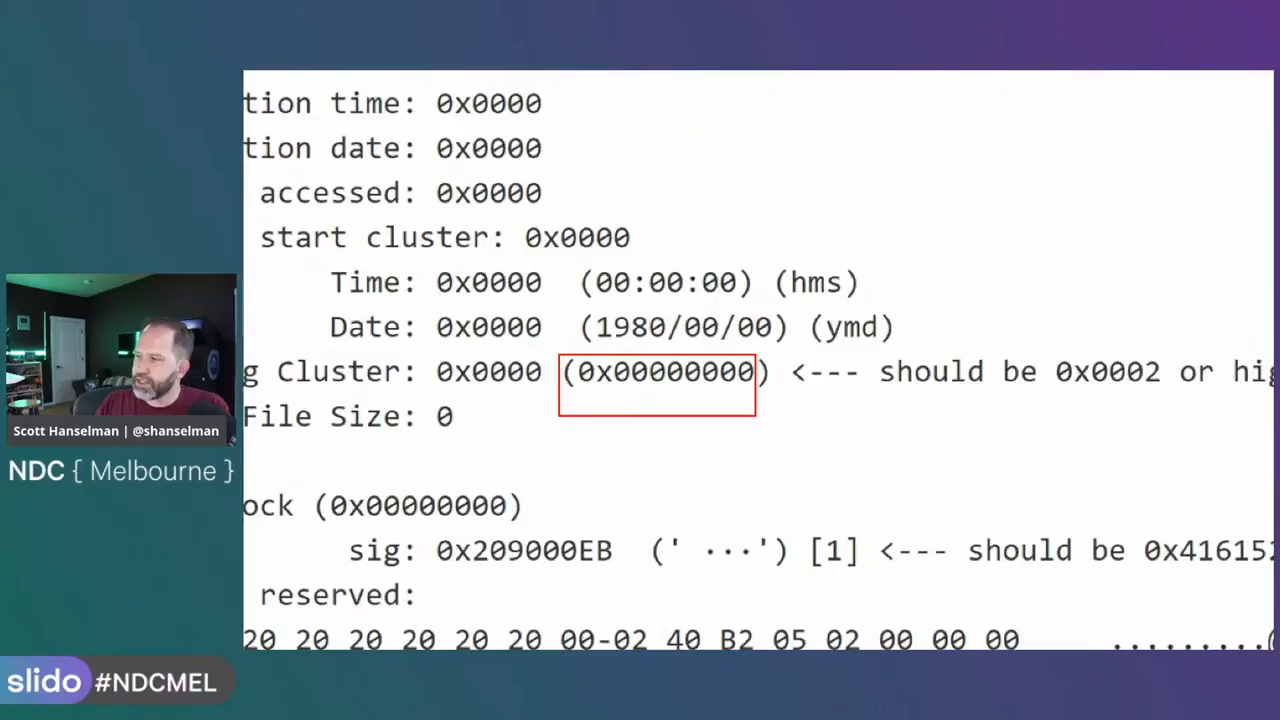 tion time: 0x0000
tion date: 0x0000
accessed: 0x0000
start cluster: 0x0000
Time: 0x0000 (00:00:00) (hms)
Date: 0x0000 (1980/00/00) (ymd)
g Cluster: 0x0000 (0x00000000) <--- should be 0x0002 or hig
File Size: 0
ock (0x00000000)
sig: 0x209000EB (' ···') [1] <--- should be 0x416152
reserved:
20 20 20 20 20 20 00-02 40 B2 05 02 00 00 00 .........@
Scott Hanselman | @shanselman
NDC { Melbourne }
slido #NDCMEL